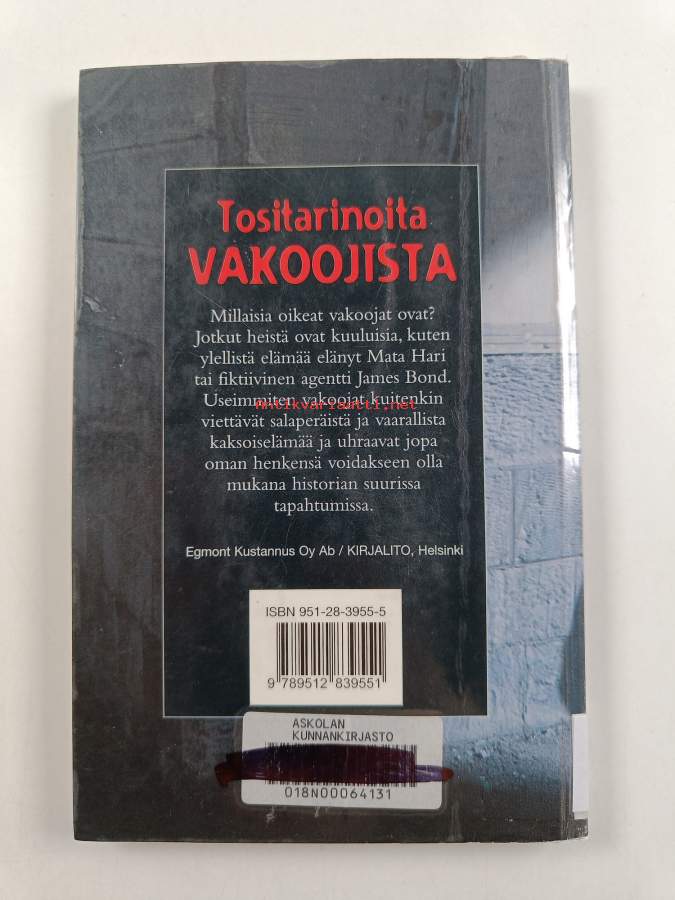 Tositarinoita
VAKOOJISTA
Millaisia oikeat vakoojat ovat?
Jotkut heistä ovat kuuluisia, kuten
ylellistä elämää elänyt Mata Hari
tai fiktiivinen agentti James Bond.
Useimmiten vakoojat kuitenkin
Antikvariaatti.net
viettävät salaperäistä ja vaarallista
kaksoiselämää ja uhraavat jopa
oman henkensä voidakseen olla
mukana historian suurissa
tapahtumissa.
Egmont Kustannus Oy Ab / KIRJALITO, Helsinki
ISBN 951-28-3955-5
9 789512 839551
ASKOLAN
KUNNANKIRJASTO
018N00064131